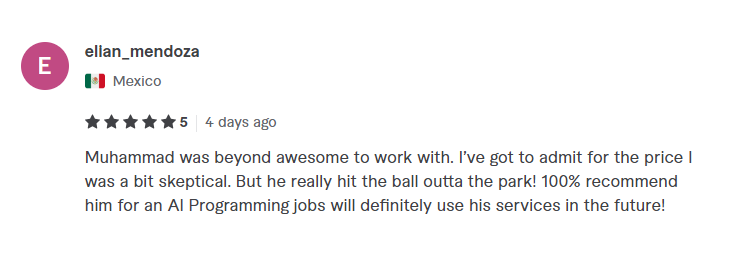 E
ellan_mendoza
Mexico
5 4 days ago
Muhammad was beyond awesome to work with. I've got to admit for the price I
was a bit skeptical. But he really hit the ball outta the park! 100% recommend
him for an AI Programming jobs will definitely use his services in the future!